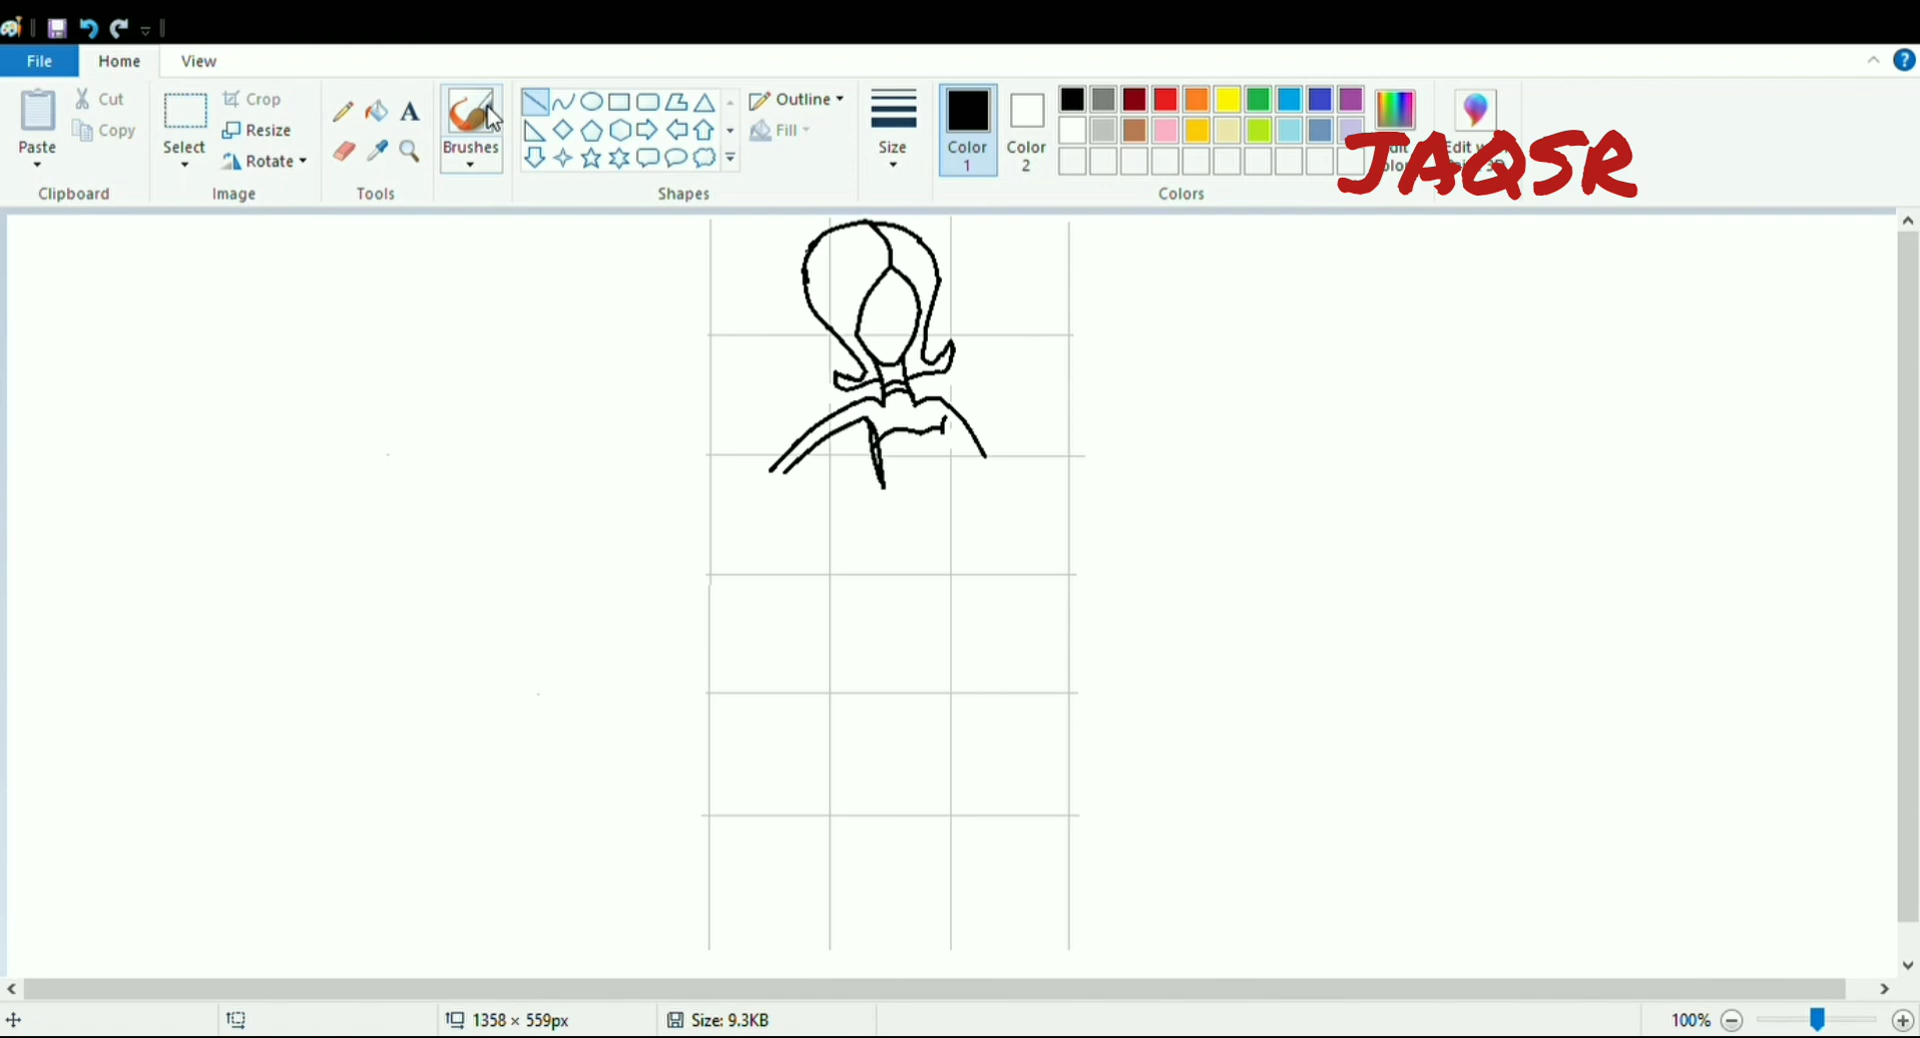 File Home View
Paste
Cut
Copy
Clipboard
Select
Crop
Resize
Rotate
Image
A
Tools
Brushes
Shapes
Outline
Fill
Size
Color
1
Color
2
Colors
JAQSR
1358 × 559px
Size: 9.3KB
100%